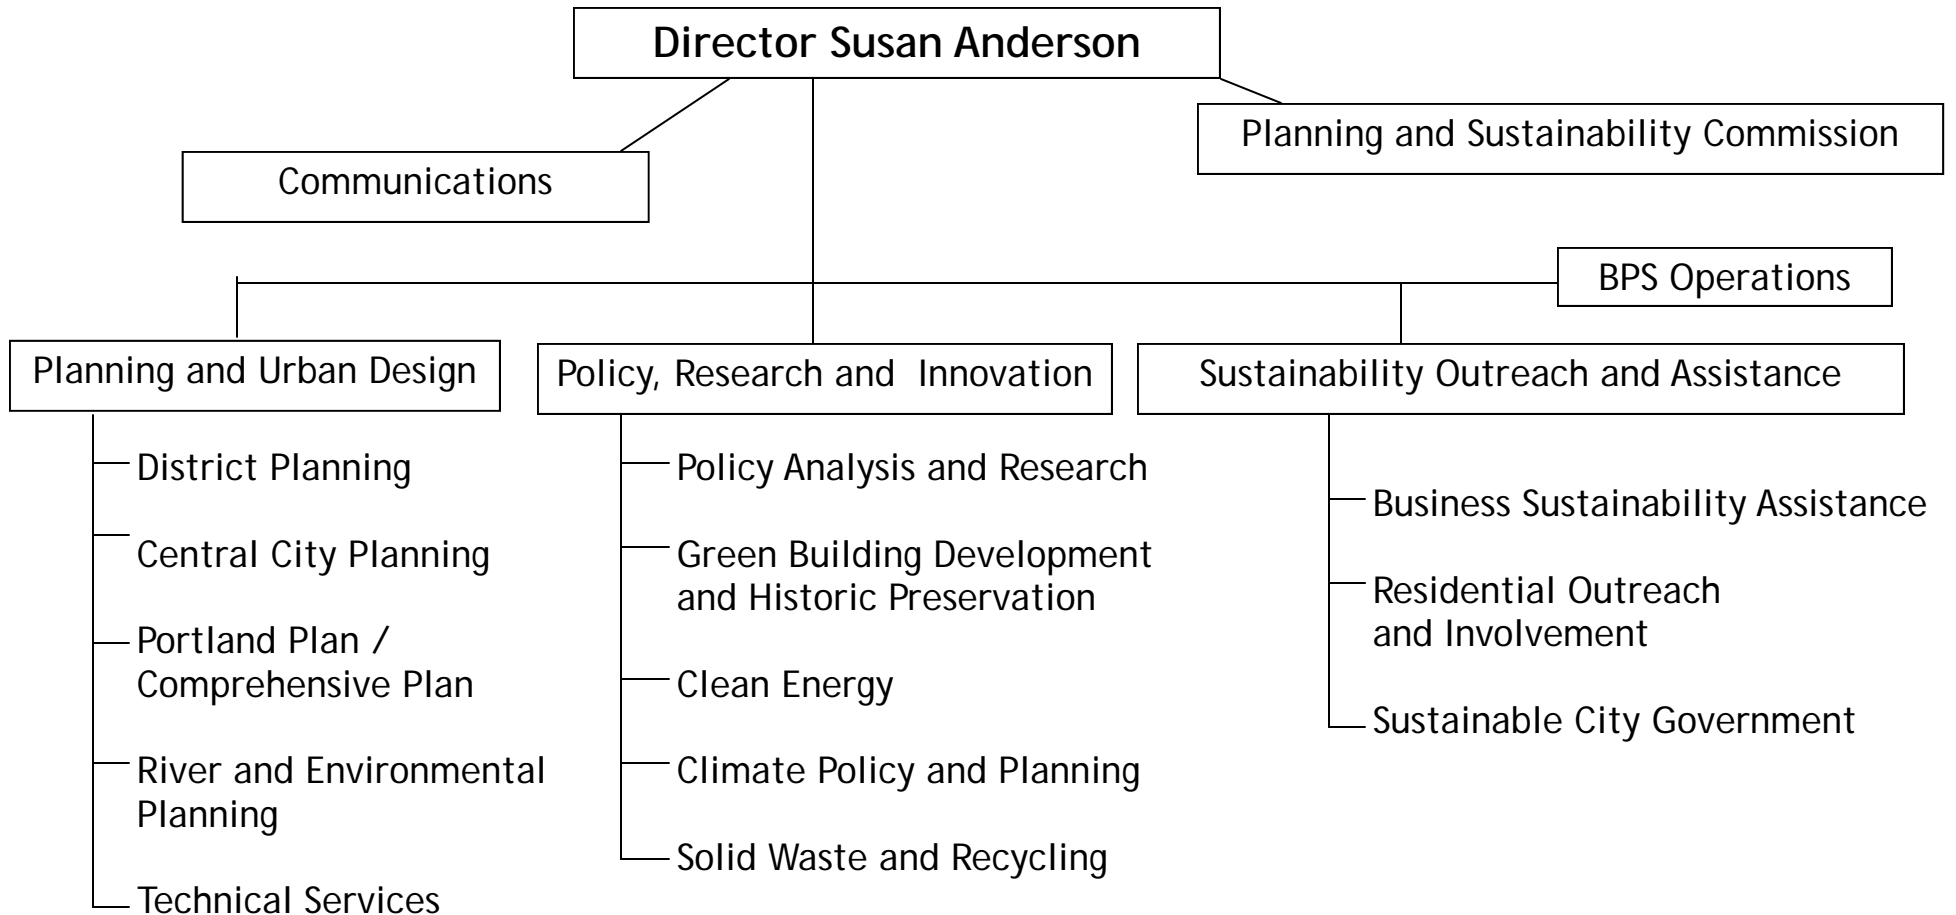 Director Susan Anderson
Planning and Sustainability Commission
Communications
BPS Operations
Planning and Urban Design
District Planning
Central City Planning
Portland Plan /
Comprehensive Plan
River and Environmental
Planning
Technical Services
Policy, Research and Innovation
Policy Analysis and Research
Green Building Development
and Historic Preservation
Clean Energy
Climate Policy and Planning
Solid Waste and Recycling
Sustainability Outreach and Assistance
Business Sustainability Assistance
Residential Outreach
and Involvement
Sustainable City Government